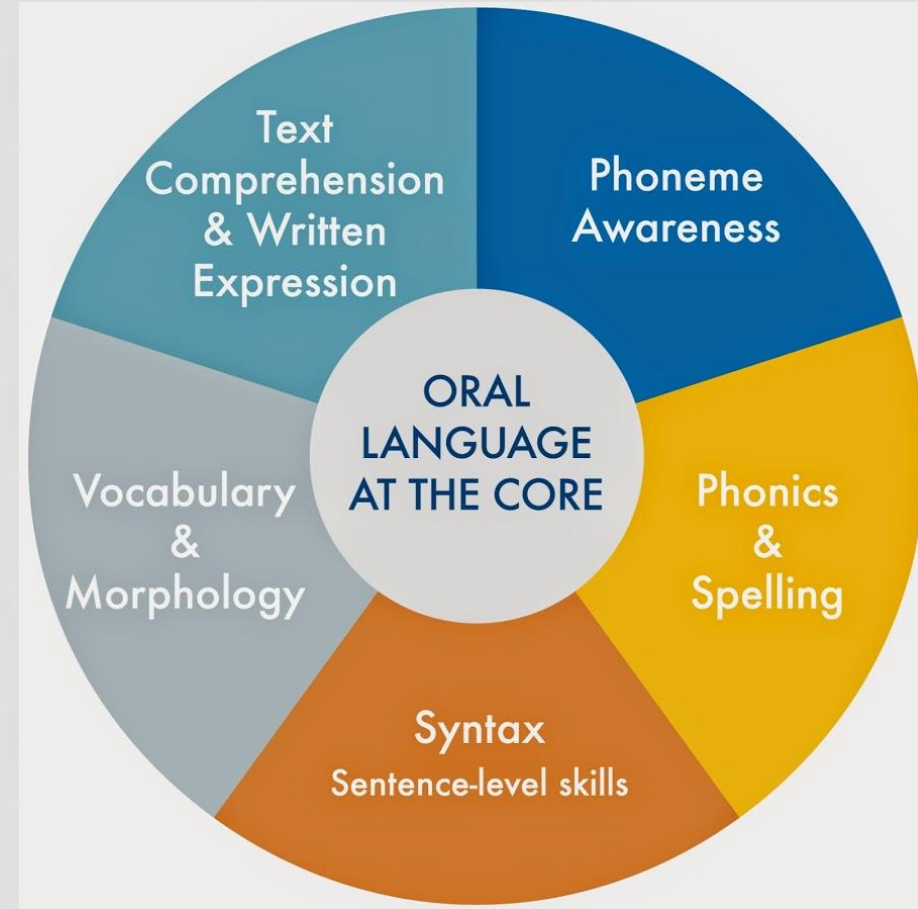 Text
Comprehension
& Written
Expression
Phoneme
Awareness
ORAL
LANGUAGE
AT THE CORE
Vocabulary
&
Morphology
Phonics
&
Spelling
Syntax
Sentence-level skills